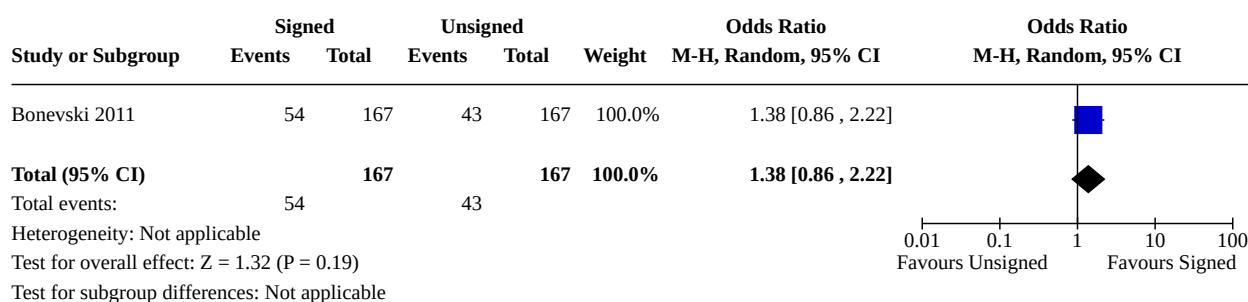 Signed Unsigned Odds Ratio Odds Ratio
Study or Subgroup Events Total Events Total Weight M-H, Random, 95% CI M-H, Random, 95% CI
Bonevski 2011 54 167 43 167 100.0% 1.38 [0.86 , 2.22]
Total (95% CI) 167 167 100.0% 1.38 [0.86 , 2.22]
Total events: 54 43
Heterogeneity: Not applicable
0.01 0.1 1 10 100
Test for overall effect: Z = 1.32 (P = 0.19)
Favours Unsigned Favours Signed
Test for subgroup differences: Not applicable